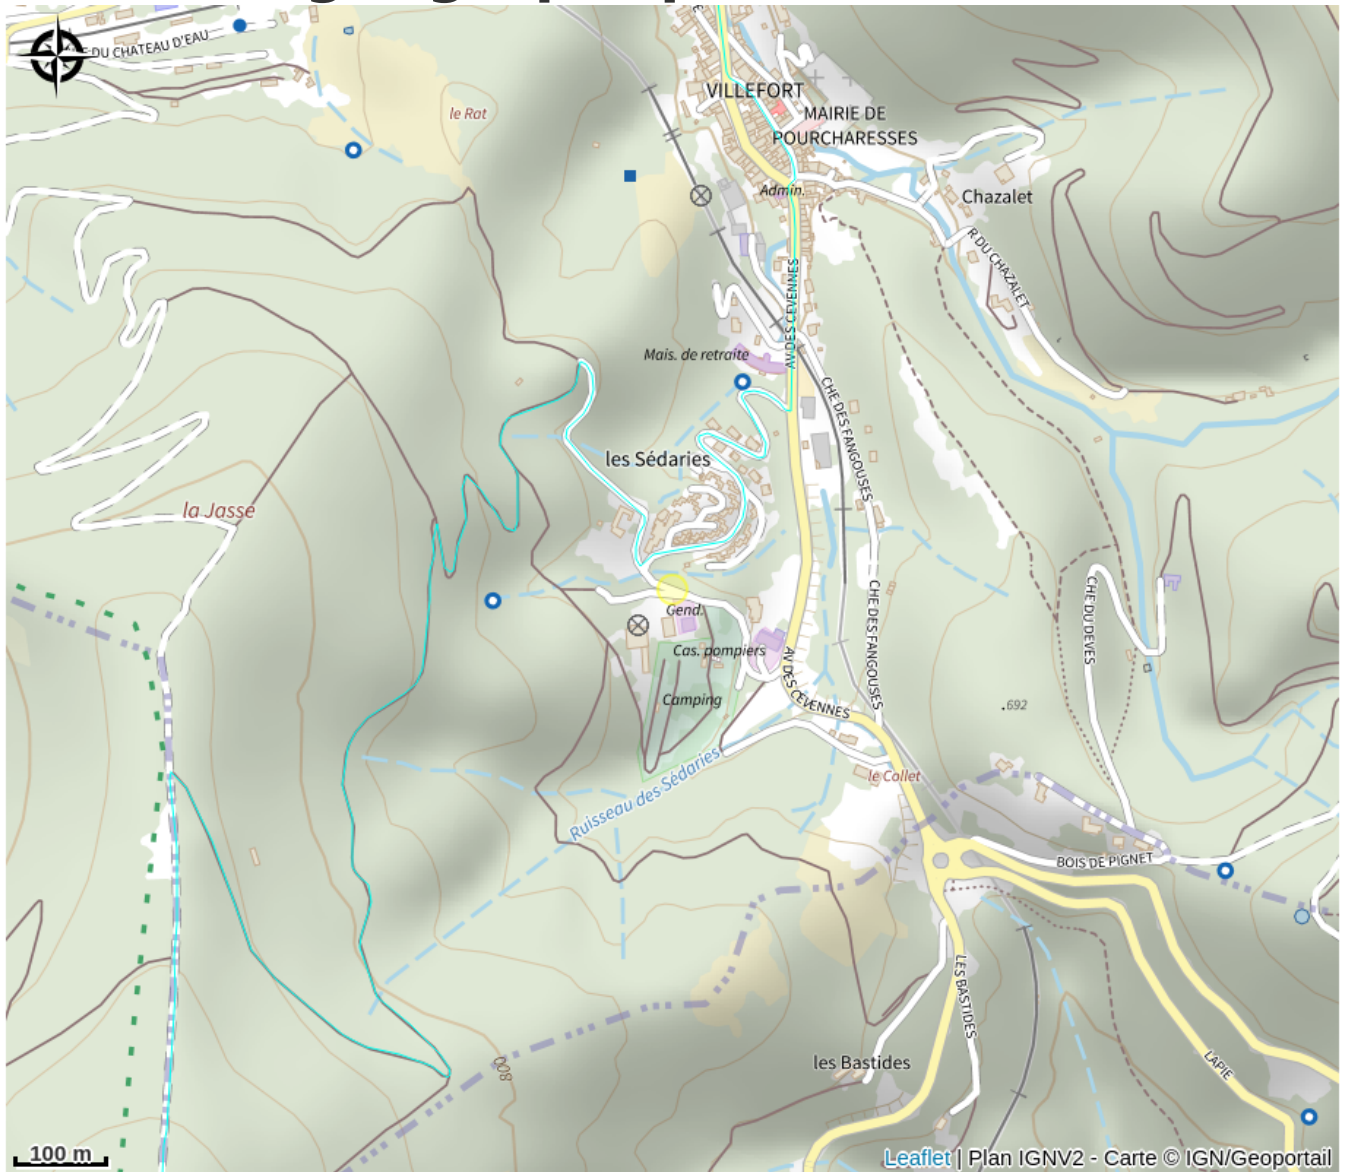 DU CHATEAU D'EAU
le Rat
VILLEFORT
MAIRIE DE
POURCHARESSES
Admin.
Chazalet
R DU CHAZALET
AV DES CEVENNES
Mais. de retraite
CHE DES FANGOUSES
les Sédaries
la Jasse
Gend.
CHE DES FANGOUSES
CHE DU DEVES
Cas. pompiers
Camping
AV DES CEVENNES
692
Ruisseau des Sédaries
le Collet
BOIS DE PIGNET
LES BASTIDES
les Bastides
800
LAPIE
100 m
Leaflet | Plan IGNV2 - Carte © IGN/Geoportail